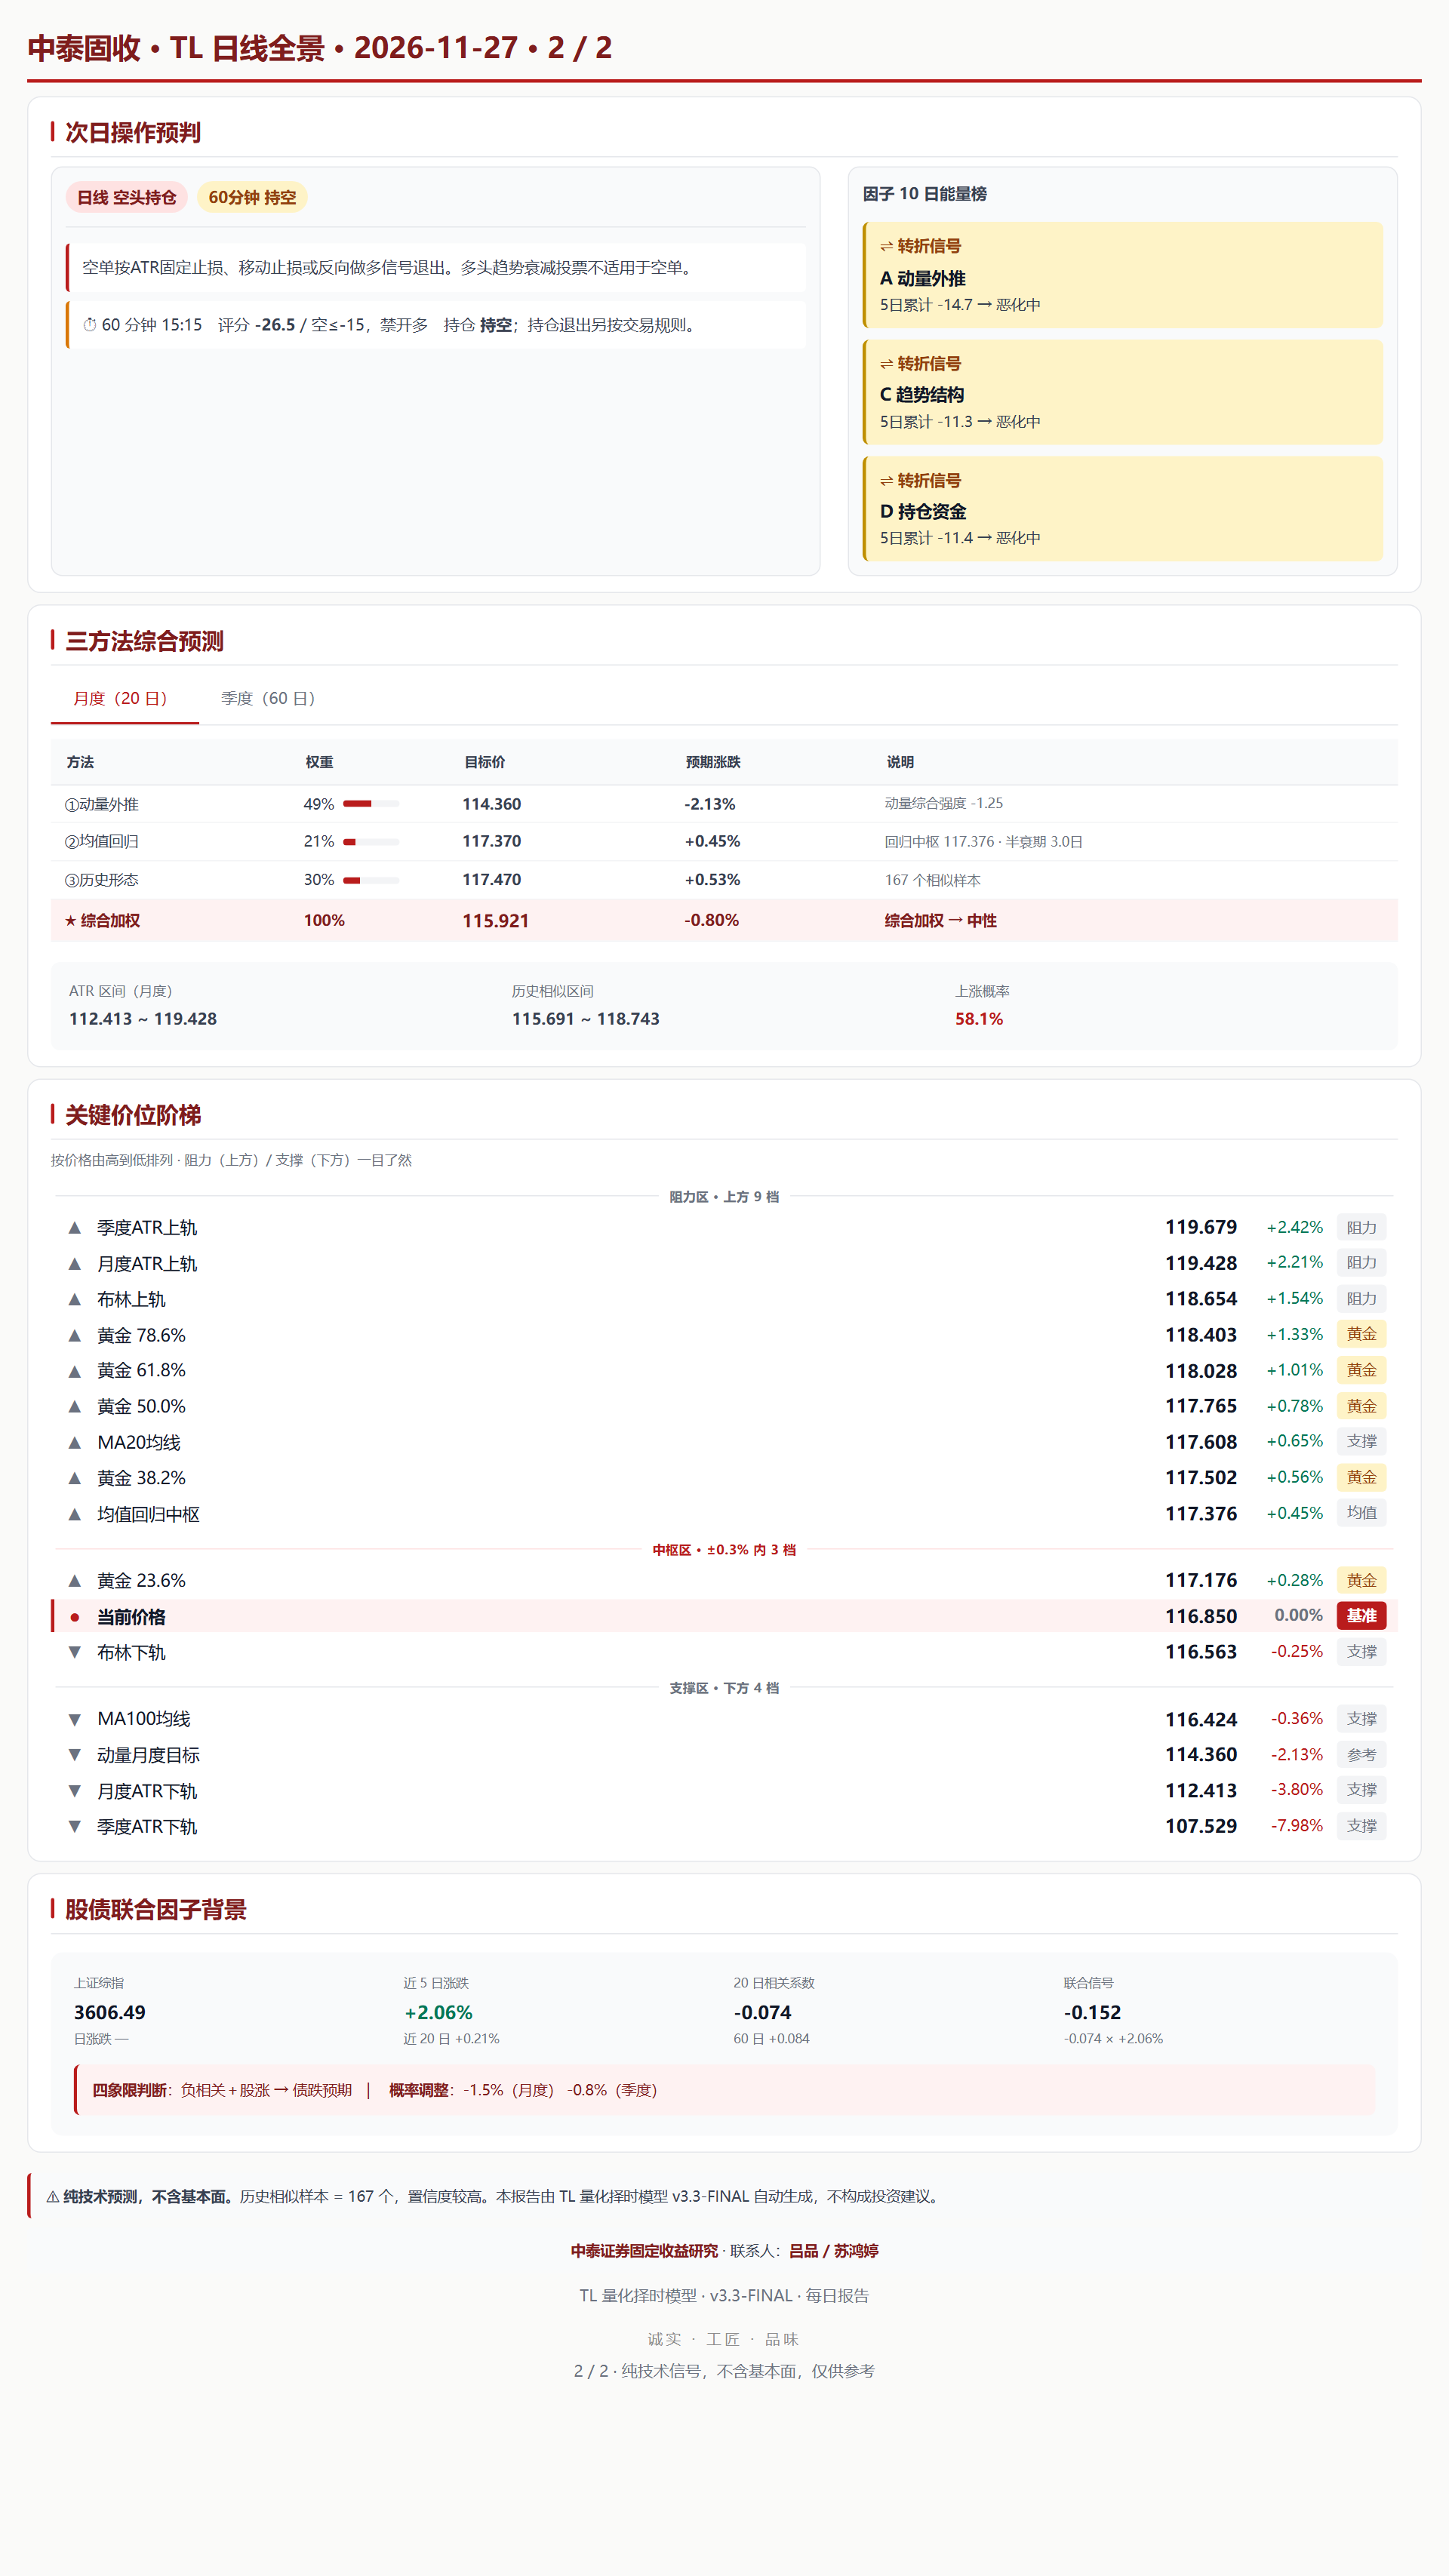 中泰固收 • TL 日线全景 • 2026-11-27 • 2 / 2
次日操作预判
日线 空头持仓 60分钟 持空
空单按ATR固定止损、移动止损或反向做多信号退出。多头趋势衰减投票不适用于空单。
⏱ 60 分钟 15:15 评分 -26.5 / 空≤-15，禁开多 持仓 持空；持仓退出另按交易规则。
因子 10 日能量榜
⇌ 转折信号
A 动量外推
5日累计 -14.7 → 恶化中
⇌ 转折信号
C 趋势结构
5日累计 -11.3 → 恶化中
⇌ 转折信号
D 持仓资金
5日累计 -11.4 → 恶化中
三方法综合预测
月度（20 日） 季度（60 日）
方法 权重 目标价 预期涨跌 说明
①动量外推 49% 114.360 -2.13% 动量综合强度 -1.25
②均值回归 21% 117.370 +0.45% 回归中枢 117.376 · 半衰期 3.0日
③历史形态 30% 117.470 +0.53% 167 个相似样本
★ 综合加权 100% 115.921 -0.80% 综合加权 → 中性
ATR 区间（月度） 历史相似区间 上涨概率
112.413 ~ 119.428 115.691 ~ 118.743 58.1%
关键价位阶梯
按价格由高到低排列 · 阻力（上方）/ 支撑（下方）一目了然
阻力区 • 上方 9 档
▲ 季度ATR上轨 119.679 +2.42% 阻力
▲ 月度ATR上轨 119.428 +2.21% 阻力
▲ 布林上轨 118.654 +1.54% 阻力
▲ 黄金 78.6% 118.403 +1.33% 黄金
▲ 黄金 61.8% 118.028 +1.01% 黄金
▲ 黄金 50.0% 117.765 +0.78% 黄金
▲ MA20均线 117.608 +0.65% 支撑
▲ 黄金 38.2% 117.502 +0.56% 黄金
▲ 均值回归中枢 117.376 +0.45% 均值
中枢区 • ±0.3% 内 3 档
▲ 黄金 23.6% 117.176 +0.28% 黄金
● 当前价格 116.850 0.00% 基准
▼ 布林下轨 116.563 -0.25% 支撑
支撑区 • 下方 4 档
▼ MA100均线 116.424 -0.36% 支撑
▼ 动量月度目标 114.360 -2.13% 参考
▼ 月度ATR下轨 112.413 -3.80% 支撑
▼ 季度ATR下轨 107.529 -7.98% 支撑
股债联合因子背景
上证综指 近 5 日涨跌 20 日相关系数 联合信号
3606.49 +2.06% -0.074 -0.152
日涨跌 — 近 20 日 +0.21% 60 日 +0.084 -0.074 × +2.06%
四象限判断：负相关 + 股涨 → 债跌预期 | 概率调整：-1.5%（月度） -0.8%（季度）
⚠ 纯技术预测，不含基本面。历史相似样本 = 167 个，置信度较高。本报告由 TL 量化择时模型 v3.3-FINAL 自动生成，不构成投资建议。
中泰证券固定收益研究 · 联系人：吕品 / 苏鸿婷
TL 量化择时模型 · v3.3-FINAL · 每日报告
诚实 · 工匠 · 品味
2 / 2 · 纯技术信号，不含基本面，仅供参考